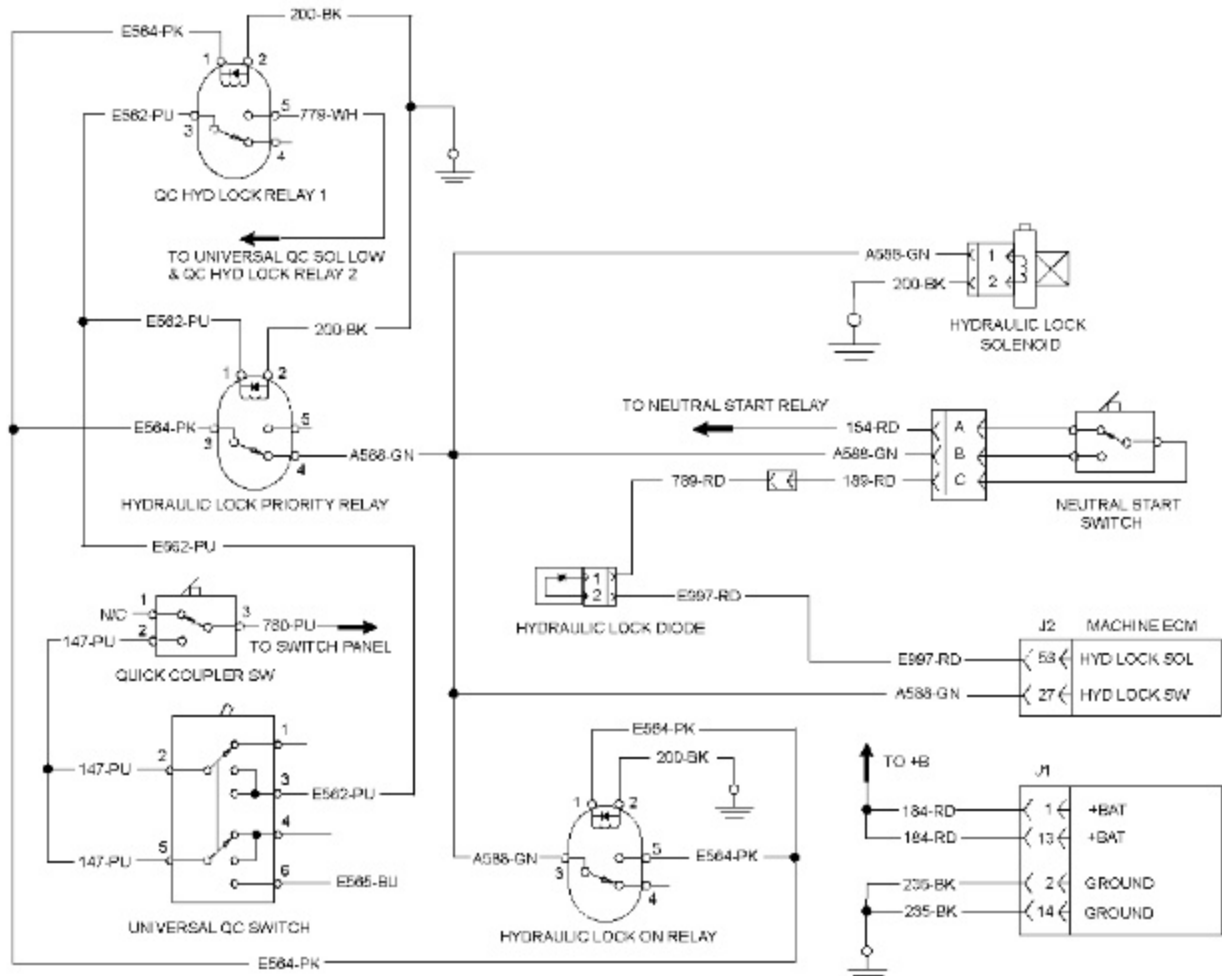 200-BK
E564-PK
1 2
E562-PU 3 5 779-WH
4
QC HYD LOCK RELAY 1
TO UNIVERSAL QC SOL LOW
& QC HYD LOCK RELAY 2
A588-GN 1
200-BK 2
HYDRAULIC LOCK
SOLENOID
E562-PU
200-BK
1 2
E564-PK 3 5
4 A588-GN
HYDRAULIC LOCK PRIORITY RELAY
TO NEUTRAL START RELAY
154-RD A
A588-GN B
789-RD 189-RD C
NEUTRAL START
SWITCH
E562-PU
N/C 1 3 780-PU
147-PU 2
TO SWITCH PANEL
QUICK COUPLER SW
1
2 E997-RD
HYDRAULIC LOCK DIODE
J2 MACHINE ECM
E997-RD 53 HYD LOCK SOL
A588-GN 27 HYD LOCK SW
1
147-PU 2
3 E562-PU
4
147-PU 5
6 E565-BU
UNIVERSAL QC SWITCH
E564-PK
200-BK
1 2
A588-GN 3 5 E564-PK
4
HYDRAULIC LOCK ON RELAY
TO +B
J1
184-RD 1 +BAT
184-RD 13 +BAT
235-BK 2 GROUND
235-BK 14 GROUND
E564-PK